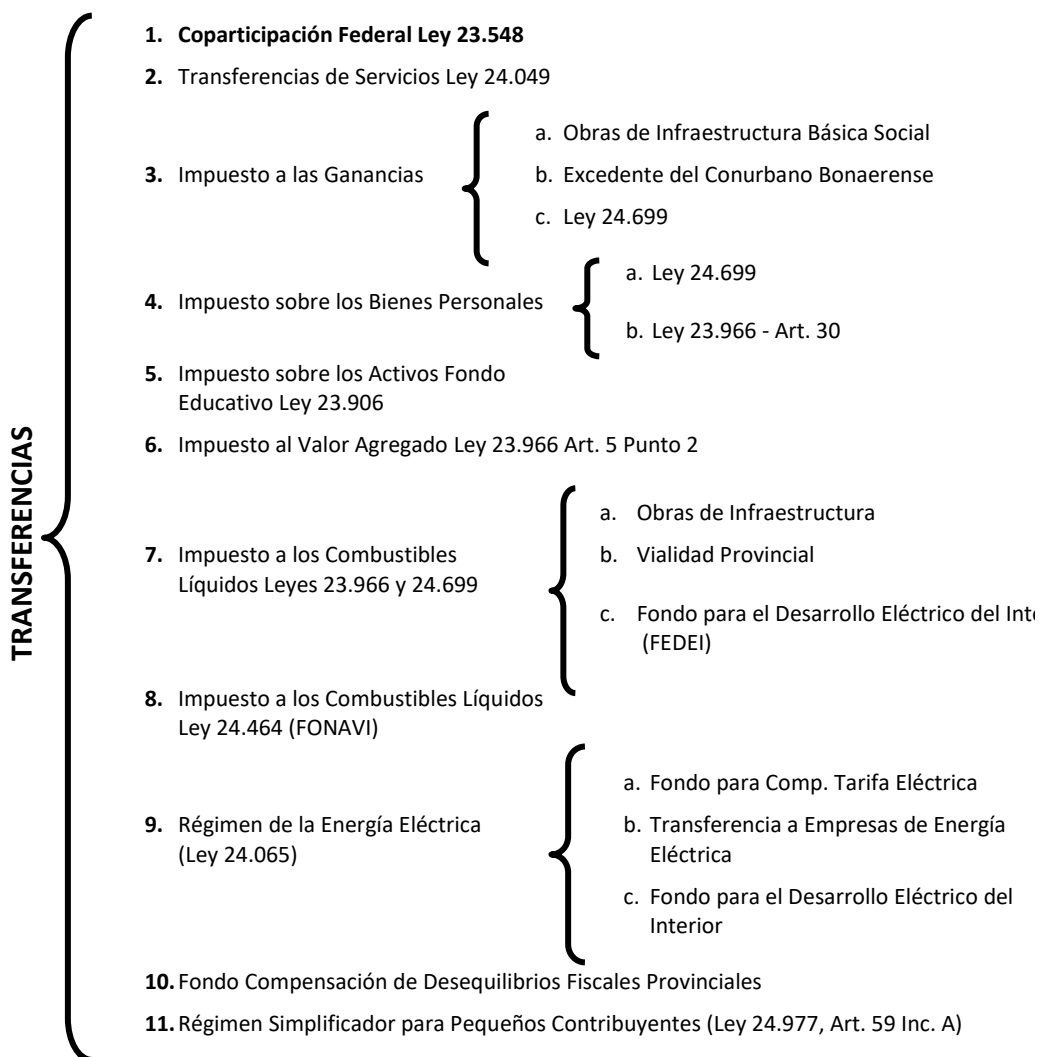 TRANSFERENCIAS
1. Coparticipación Federal Ley 23.548
2. Transferencias de Servicios Ley 24.049
3. Impuesto a las Ganancias
a. Obras de Infraestructura Básica Social
b. Excedente del Conurbano Bonaerense
c. Ley 24.699
4. Impuesto sobre los Bienes Personales
a. Ley 24.699
b. Ley 23.966 - Art. 30
5. Impuesto sobre los Activos Fondo
Educativo Ley 23.906
6. Impuesto al Valor Agregado Ley 23.966 Art. 5 Punto 2
7. Impuesto a los Combustibles
Líquidos Leyes 23.966 y 24.699
a. Obras de Infraestructura
b. Vialidad Provincial
c. Fondo para el Desarrollo Eléctrico del
(FEDEI)
8. Impuesto a los Combustibles Líquidos
Ley 24.464 (FONAVI)
9. Régimen de la Energía Eléctrica
(Ley 24.065)
a. Fondo para Comp. Tarifa Eléctrica
b. Transferencia a Empresas de Energía
Eléctrica
c. Fondo para el Desarrollo Eléctrico del
Interior
10. Fondo Compensación de Desequilibrios Fiscales Provinciales
11. Régimen Simplificador para Pequeños Contribuyentes (Ley 24.977, Art. 59 Inc. A)